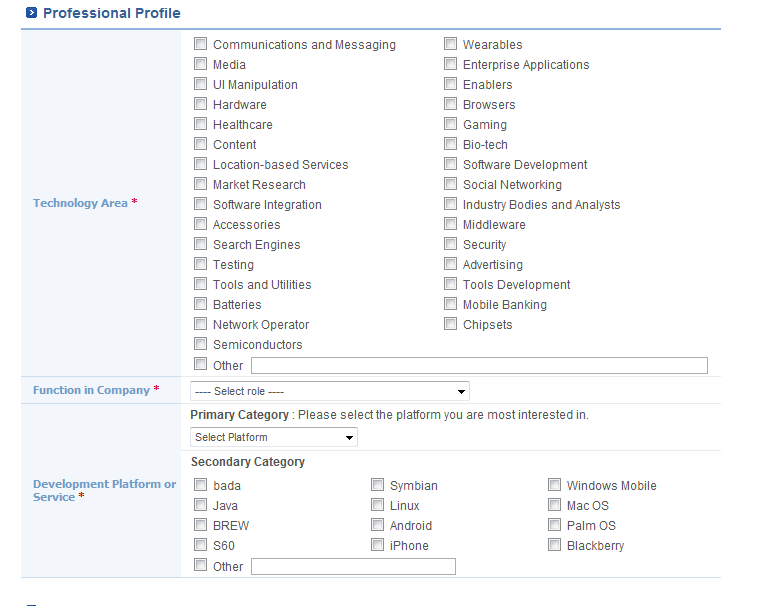 Professional Profile
Technology Area *
Communications and Messaging Wearables
Media Enterprise Applications
UI Manipulation Enablers
Hardware Browsers
Healthcare Gaming
Content Bio-tech
Location-based Services Software Development
Market Research Social Networking
Software Integration Industry Bodies and Analysts
Accessories Middleware
Search Engines Security
Testing Advertising
Tools and Utilities Tools Development
Batteries Mobile Banking
Network Operator Chipsets
Semiconductors
Other
Function in Company *
---- Select role ----
Development Platform or
Service *
Primary Category : Please select the platform you are most interested in.
Select Platform
Secondary Category
bada Symbian Windows Mobile
Java Linux Mac OS
BREW Android Palm OS
S60 iPhone Blackberry
Other